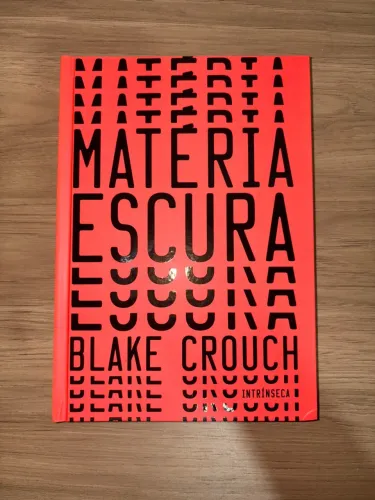 MATÉRIA
ESCURA
BLAKE CROUCH
INTRÍNSECA